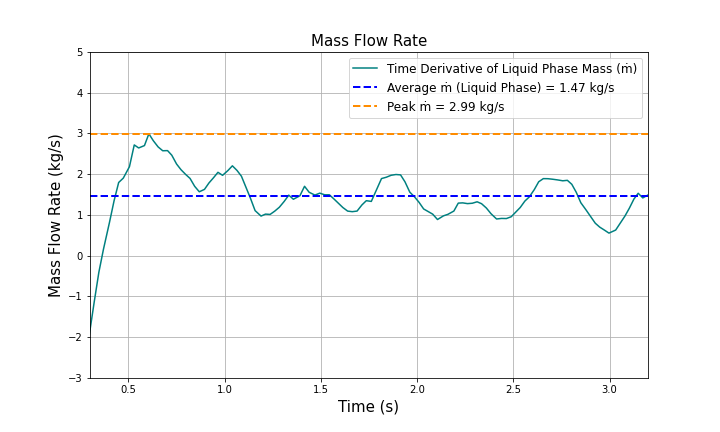 Mass Flow Rate
Time Derivative of Liquid Phase Mass (ṁ)
Average ṁ (Liquid Phase) = 1.47 kg/s
Peak ṁ = 2.99 kg/s
Mass Flow Rate (kg/s)
5
4
3
2
1
0
−1
−2
−3
0.5 1.0 1.5 2.0 2.5 3.0
Time (s)